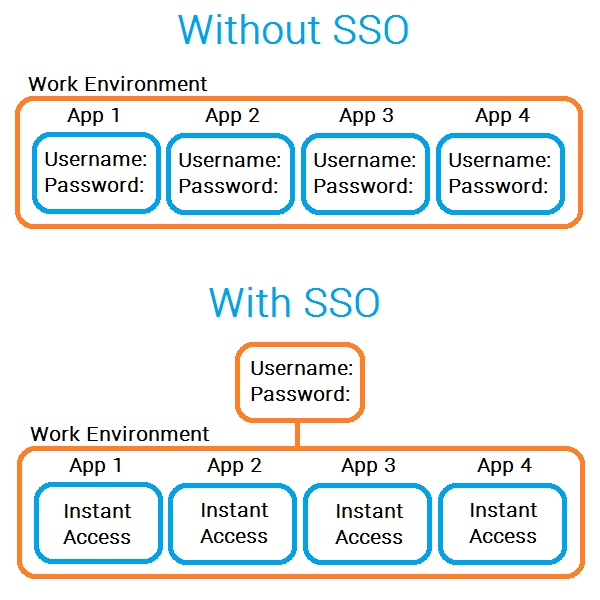 Without SSO
Work Environment
App 1 App 2 App 3 App 4
Username: Username: Username: Username:
Password: Password: Password: Password:
With SSO
Username:
Password:
Work Environment
App 1 App 2 App 3 App 4
Instant Instant Instant Instant
Access Access Access Access